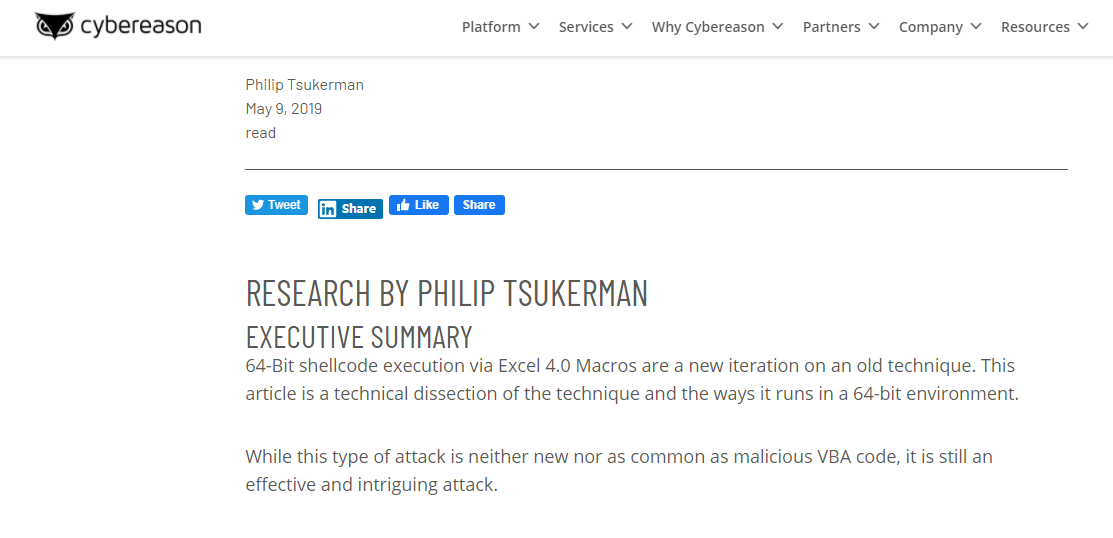 cybereason
Platform
Services
Why Cybereason
Partners
Company
Resources
Philip Tsukerman
May 9, 2019
read
Tweet
in Share
Like
Share
RESEARCH BY PHILIP TSUKERMAN
EXECUTIVE SUMMARY
64-Bit shellcode execution via Excel 4.0 Macros are a new iteration on an old technique. This
article is a technical dissection of the technique and the ways it runs in a 64-bit environment.
While this type of attack is neither new nor as common as malicious VBA code, it is still an
effective and intriguing attack.